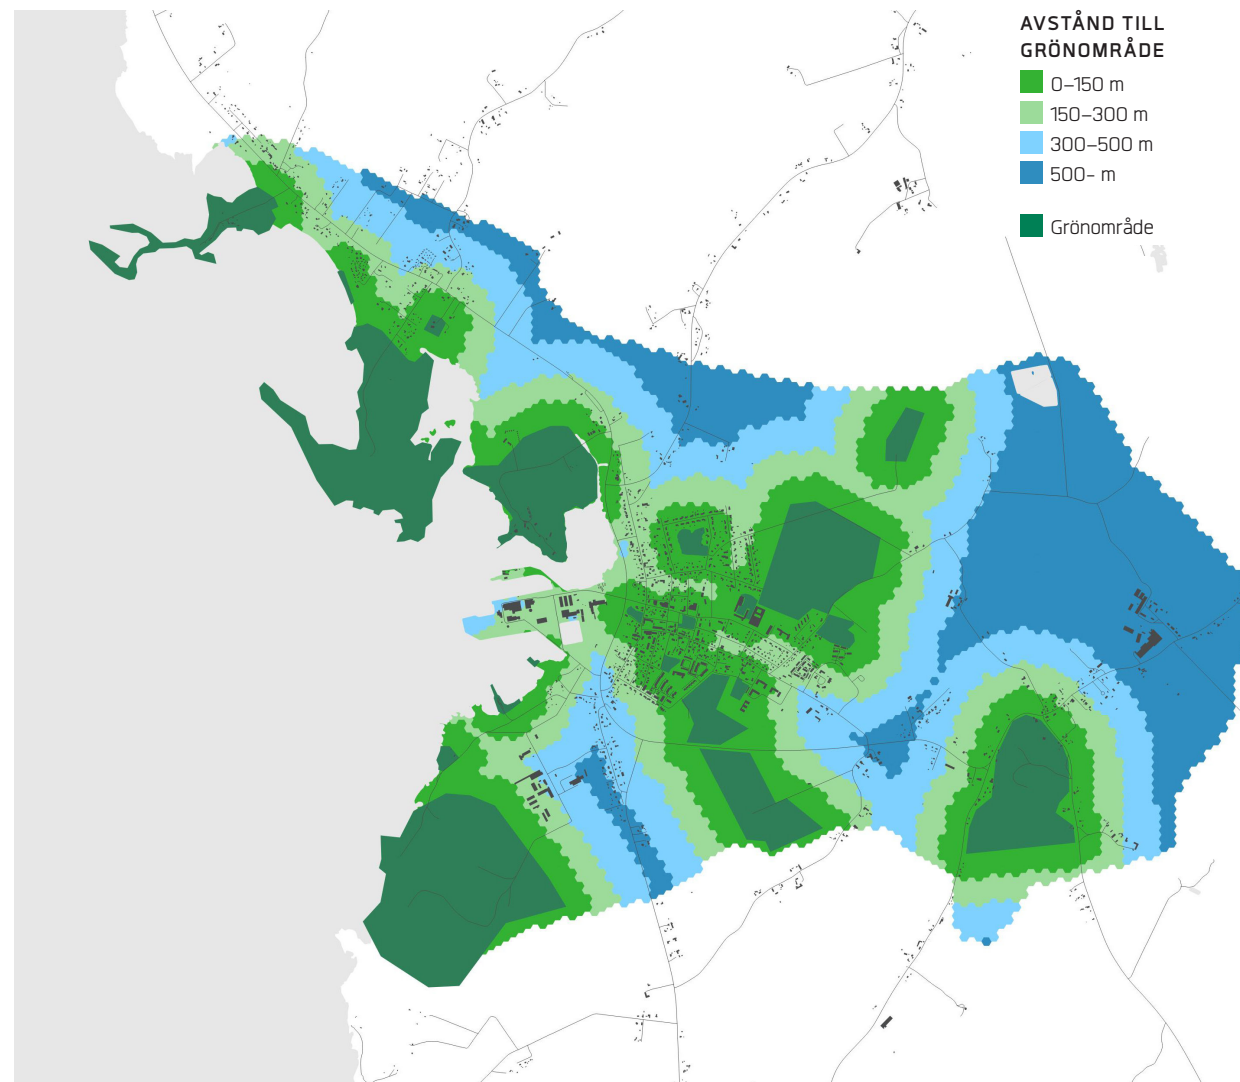 AVSTÅND TILL
GRÖNOMRÅDE
0–150 m
150–300 m
300–500 m
500- m
Grönområde